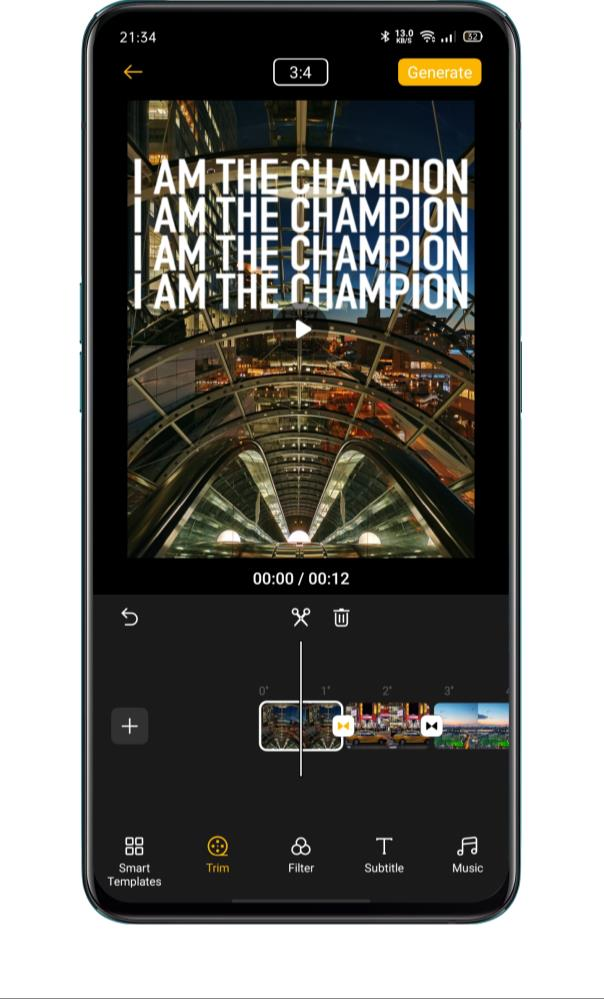 21:34
13.0
KB/S
52
3:4
Generate
I AM THE CHAMPION
I AM THE CHAMPION
I AM THE CHAMPION
I AM THE CHAMPION
00:00 / 00:12
0"
1"
2"
3"
Smart
Templates
Trim
Filter
Subtitle
Music